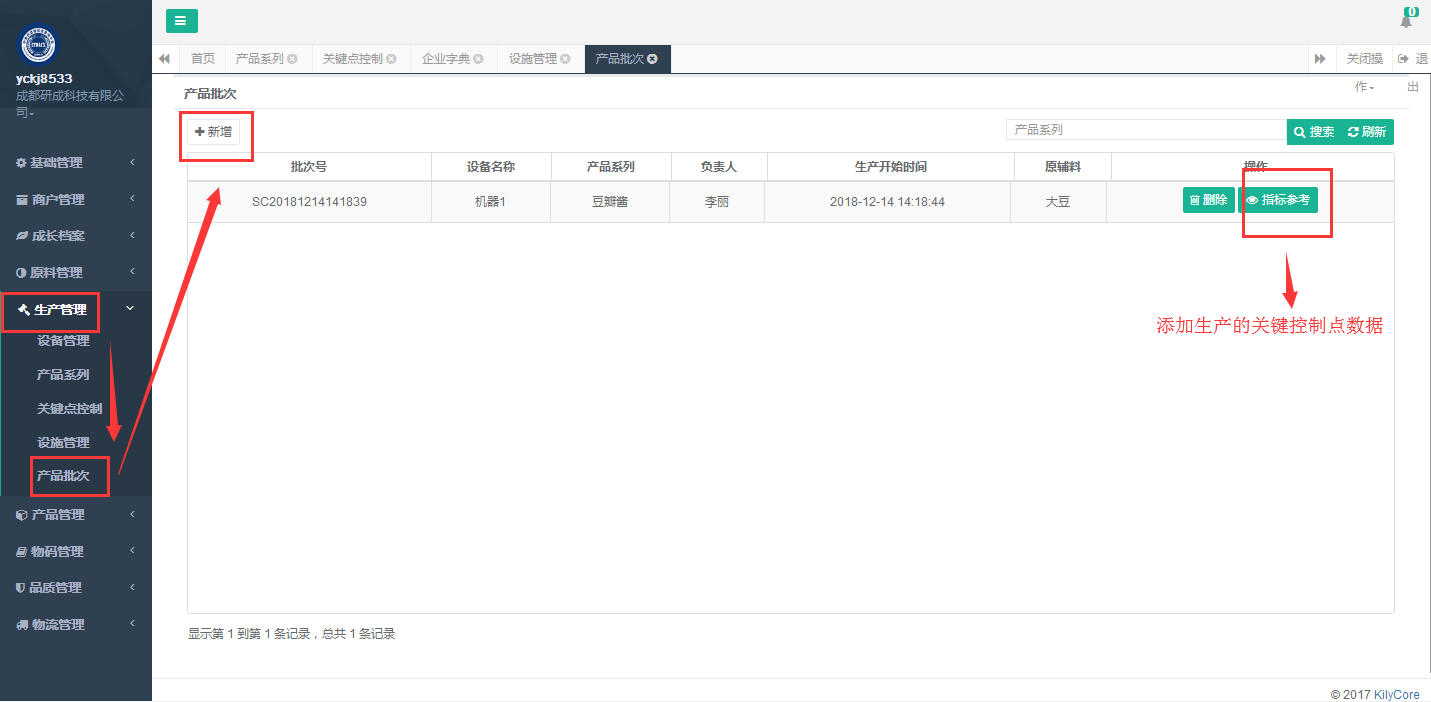 yckj8533
成都研成科技有限公
司
基础管理
商户管理
成长档案
原料管理
生产管理
设备管理
产品系列
关键点控制
设施管理
产品批次
产品管理
物码管理
品质管理
物流管理
0
首页 产品系列 关键点控制 企业字典 设施管理 产品批次 关闭操作 退出
产品批次
新增
产品系列 搜索 刷新
批次号 设备名称 产品系列 负责人 生产开始时间 原辅料 操作
SC20181214141839 机器1 豆瓣酱 李丽 2018-12-14 14:18:44 大豆 删除 指标参考
添加生产的关键控制点数据
显示第 1 到第 1 条记录，总共 1 条记录
© 2017 KilyCore